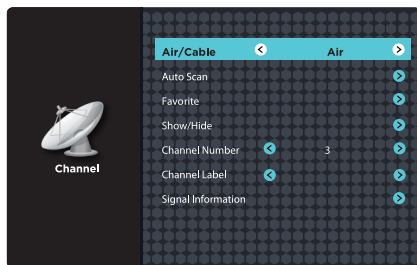 Air/Cable Air
Auto Scan
Favorite
Show/Hide
Channel Number 3
Channel Label
Signal Information
Channel